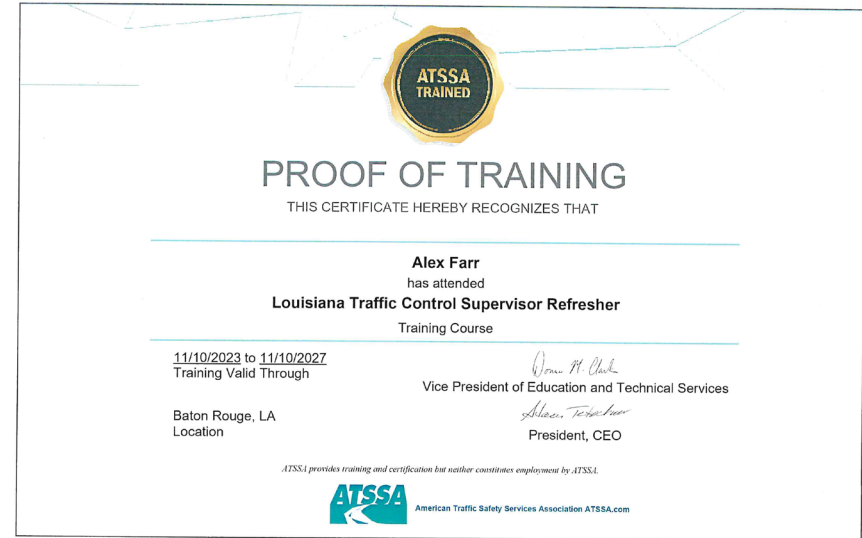 ATSSA
TRAINED
PROOF OF TRAINING
THIS CERTIFICATE HEREBY RECOGNIZES THAT
Alex Farr
has attended
Louisiana Traffic Control Supervisor Refresher
Training Course
11/10/2023 to 11/10/2027
Training Valid Through
Donna M. Clark
Vice President of Education and Technical Services
Baton Rouge, LA
Location
President, CEO
ATSSA provides training and certification but neither constitutes employment by ATSSA.
ATSSA
American Traffic Safety Services Association ATSSA.com